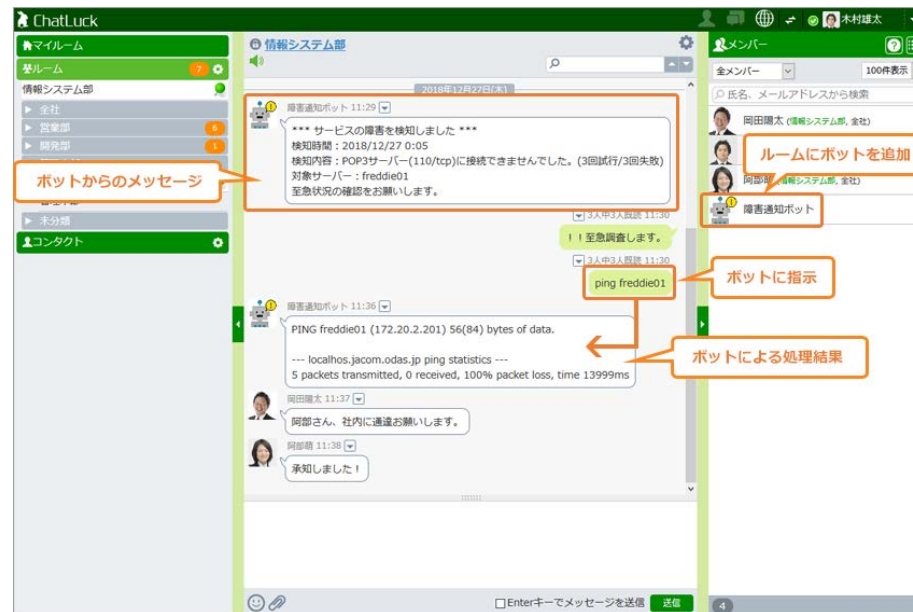 ChatLuck
木村雄太
マイルーム
ルーム
7
情報システム部
全社
営業部
6
開発部
1
未分類
コンタクト
ボットからのメッセージ
情報システム部
2018年12月27日(木)
障害通知ボット 11:29
*** サービスの障害を検知しました ***
検知時間:2018/12/27 0:05
検知内容:POP3サーバー(110/tcp)に接続できませんでした。(3回試行/3回失敗)
対象サーバー:freddie01
至急状況の確認をお願いします。
3人中3人既読 11:30
!!至急調査します。
3人中3人既読 11:30
ping freddie01
障害通知ボット 11:36
PING freddie01 (172.20.2.201) 56(84) bytes of data.
--- localhos.jacom.odas.jp ping statistics ---
5 packets transmitted, 0 received, 100% packet loss, time 13999ms
岡田陽太 11:37
阿部さん、社内に通達お願いします。
阿部萌 11:38
承知しました!
Enterキーでメッセージを送信
送信
メンバー
?
全メンバー
100件表示
氏名、メールアドレスから検索
岡田陽太 (情報システム部, 全社)
ルームにボットを追加
障害通知ボット
ボットに指示
ボットによる処理結果
4